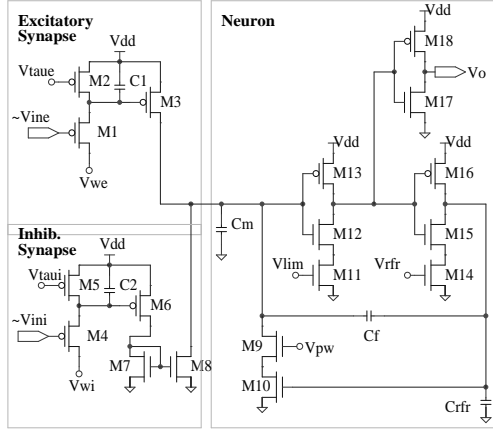 Excitatory
Synapse
Neuron
Vdd
Vdd
Vtaue
M2
C1
M3
M18
Vo
M17
~Vine
M1
Vwe
Vdd
Vdd
M13
M16
Cm
M12
M15
Vlim
M11
Vrfr
M14
Inhib.
Synapse
Vdd
Vtaui
M5
C2
M6
~Vini
M4
Cf
M7
M8
M9
Vpw
Vwi
M10
Crfr